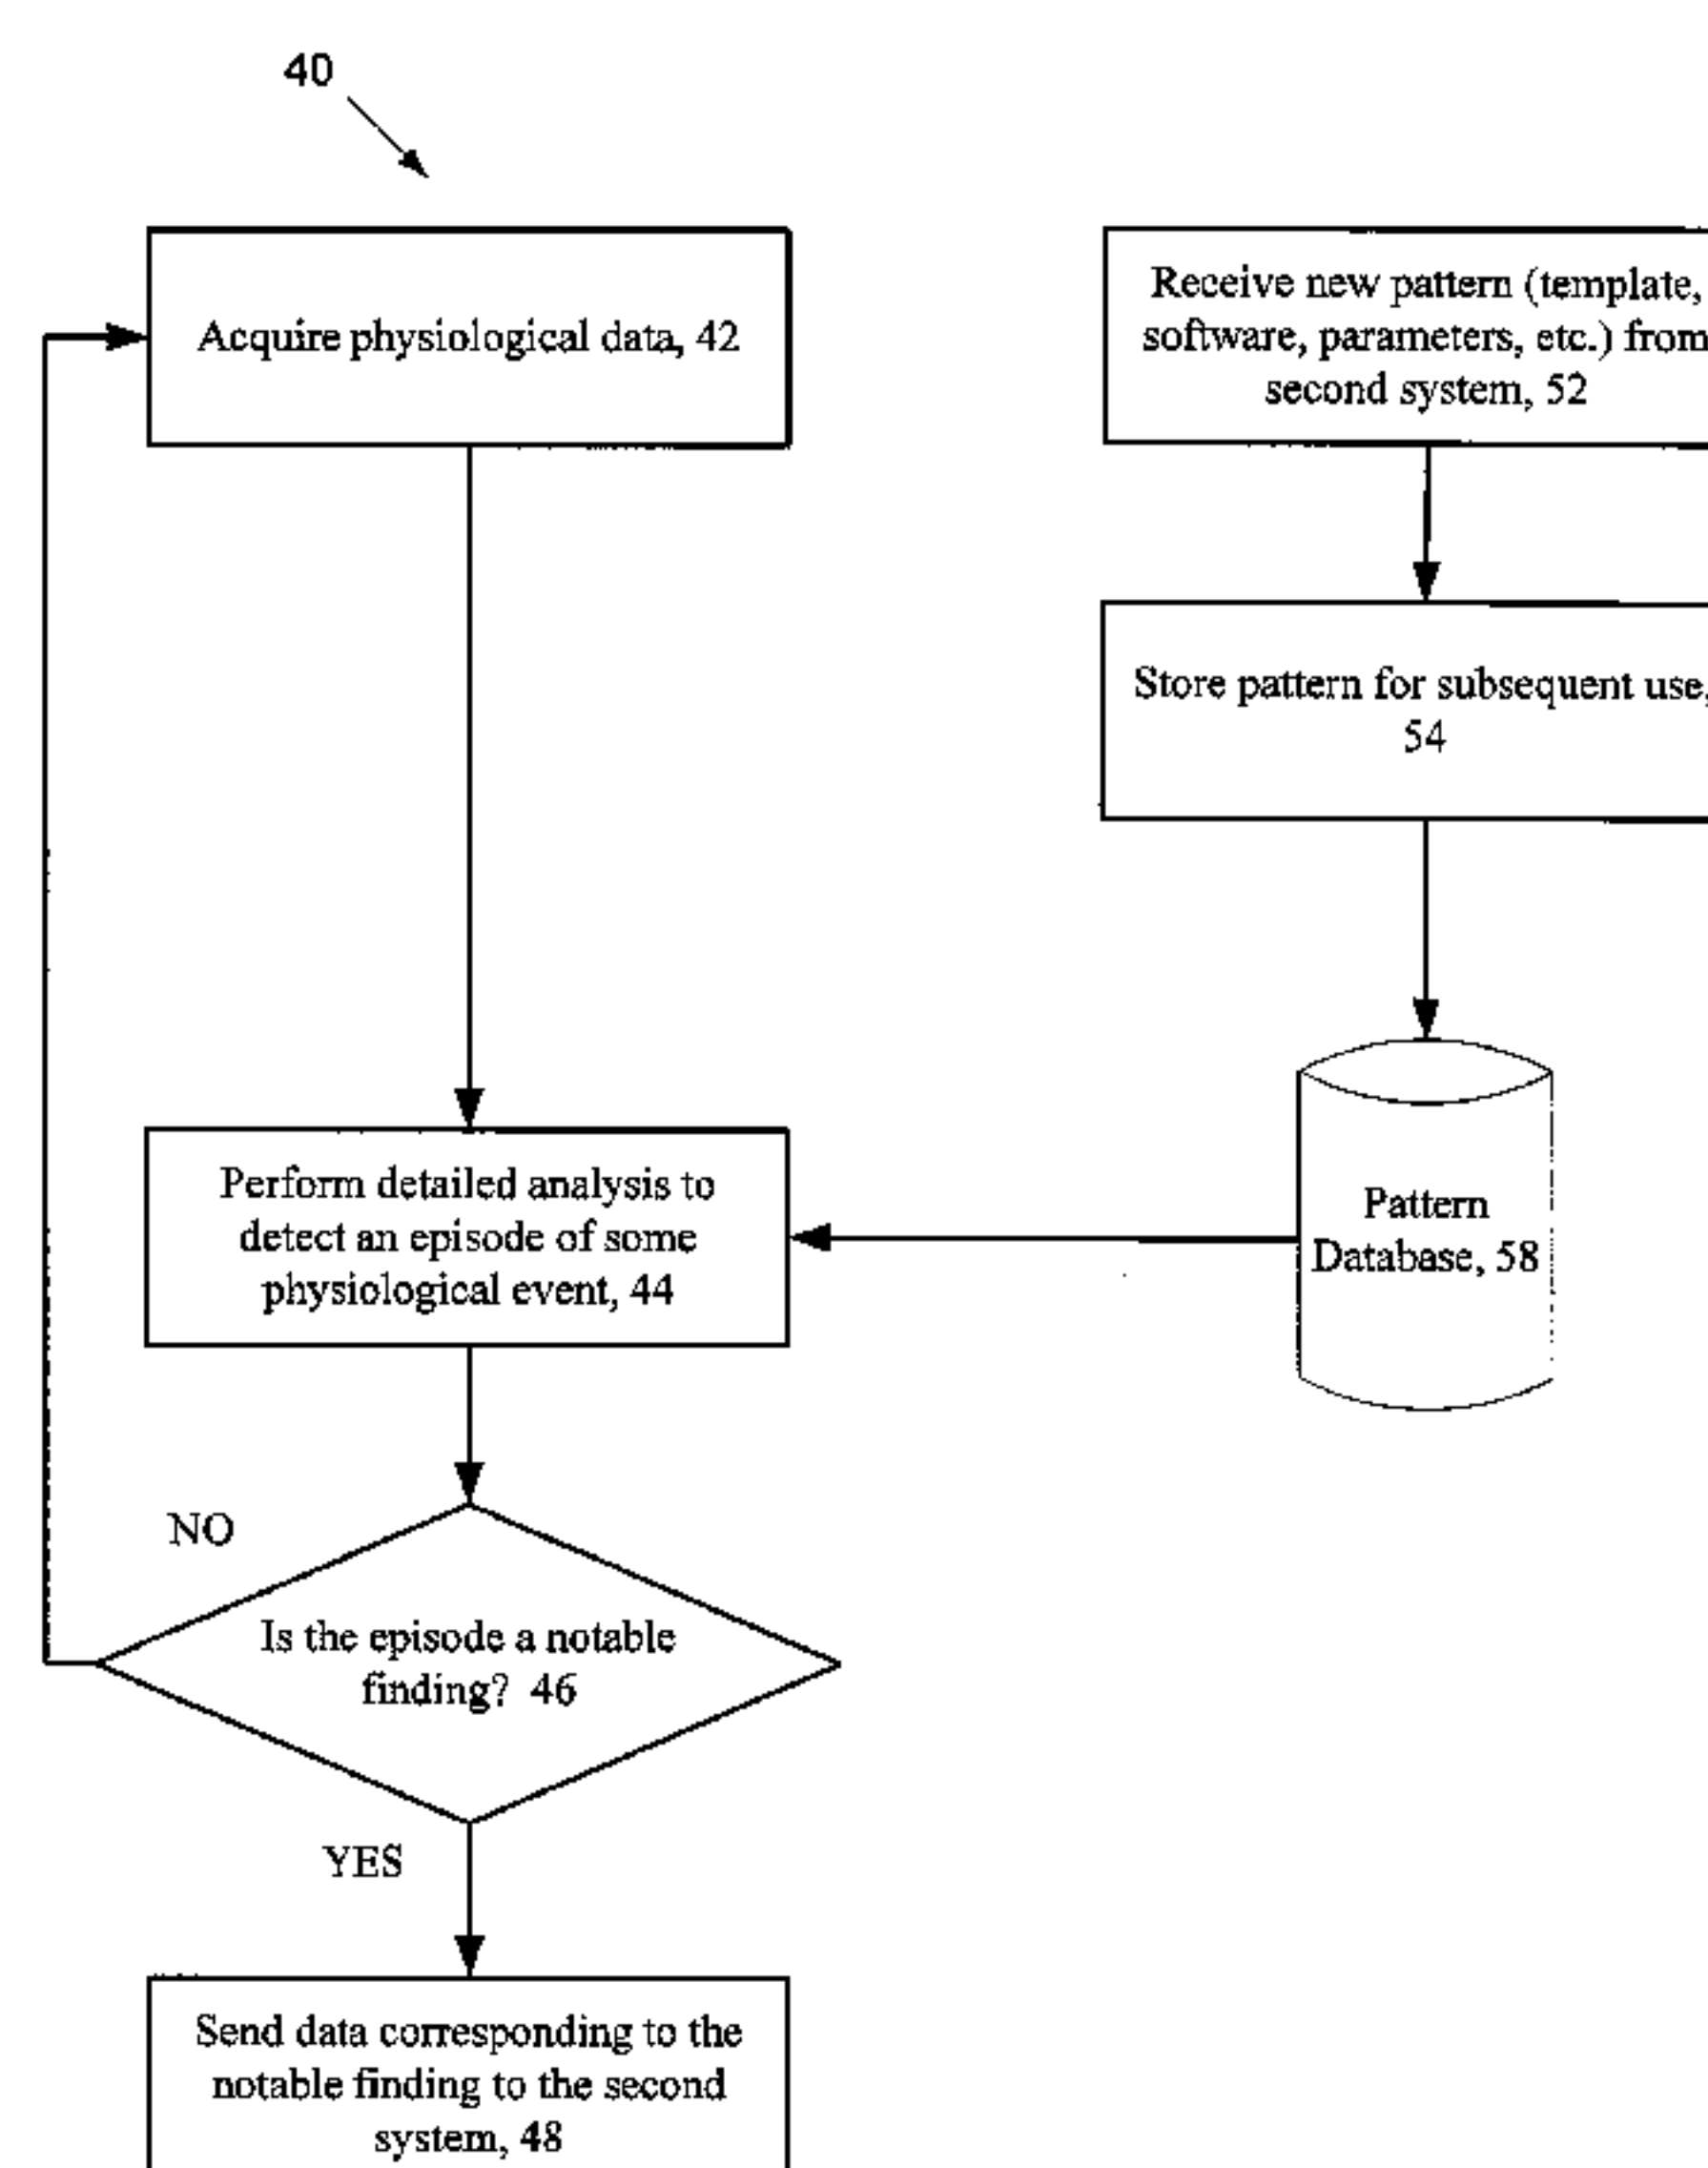 40
Acquire physiological data, 42
Receive new pattern (template,
software, parameters, etc.) from
second system, 52
Store pattern for subsequent use,
54
Perform detailed analysis to
detect an episode of some
physiological event, 44
Pattern
Database, 58
NO
Is the episode a notable
finding? 46
YES
Send data corresponding to the
notable finding to the second
system, 48